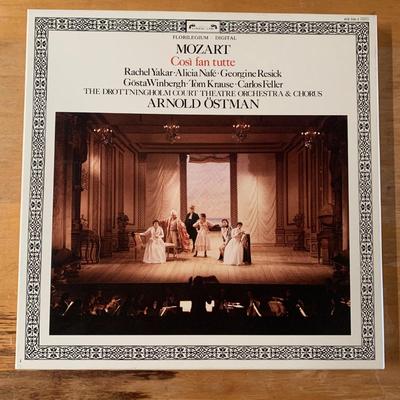 FLORILEGIUM · DIGITAL
MOZART
Così fan tutte
Rachel Yakar · Alicia Nafé · Georgine Resick
Gösta Winbergh · Tom Krause · Carlos Feller
THE DROTTNINGHOLM COURT THEATRE ORCHESTRA & CHORUS
ARNOLD ÖSTMAN